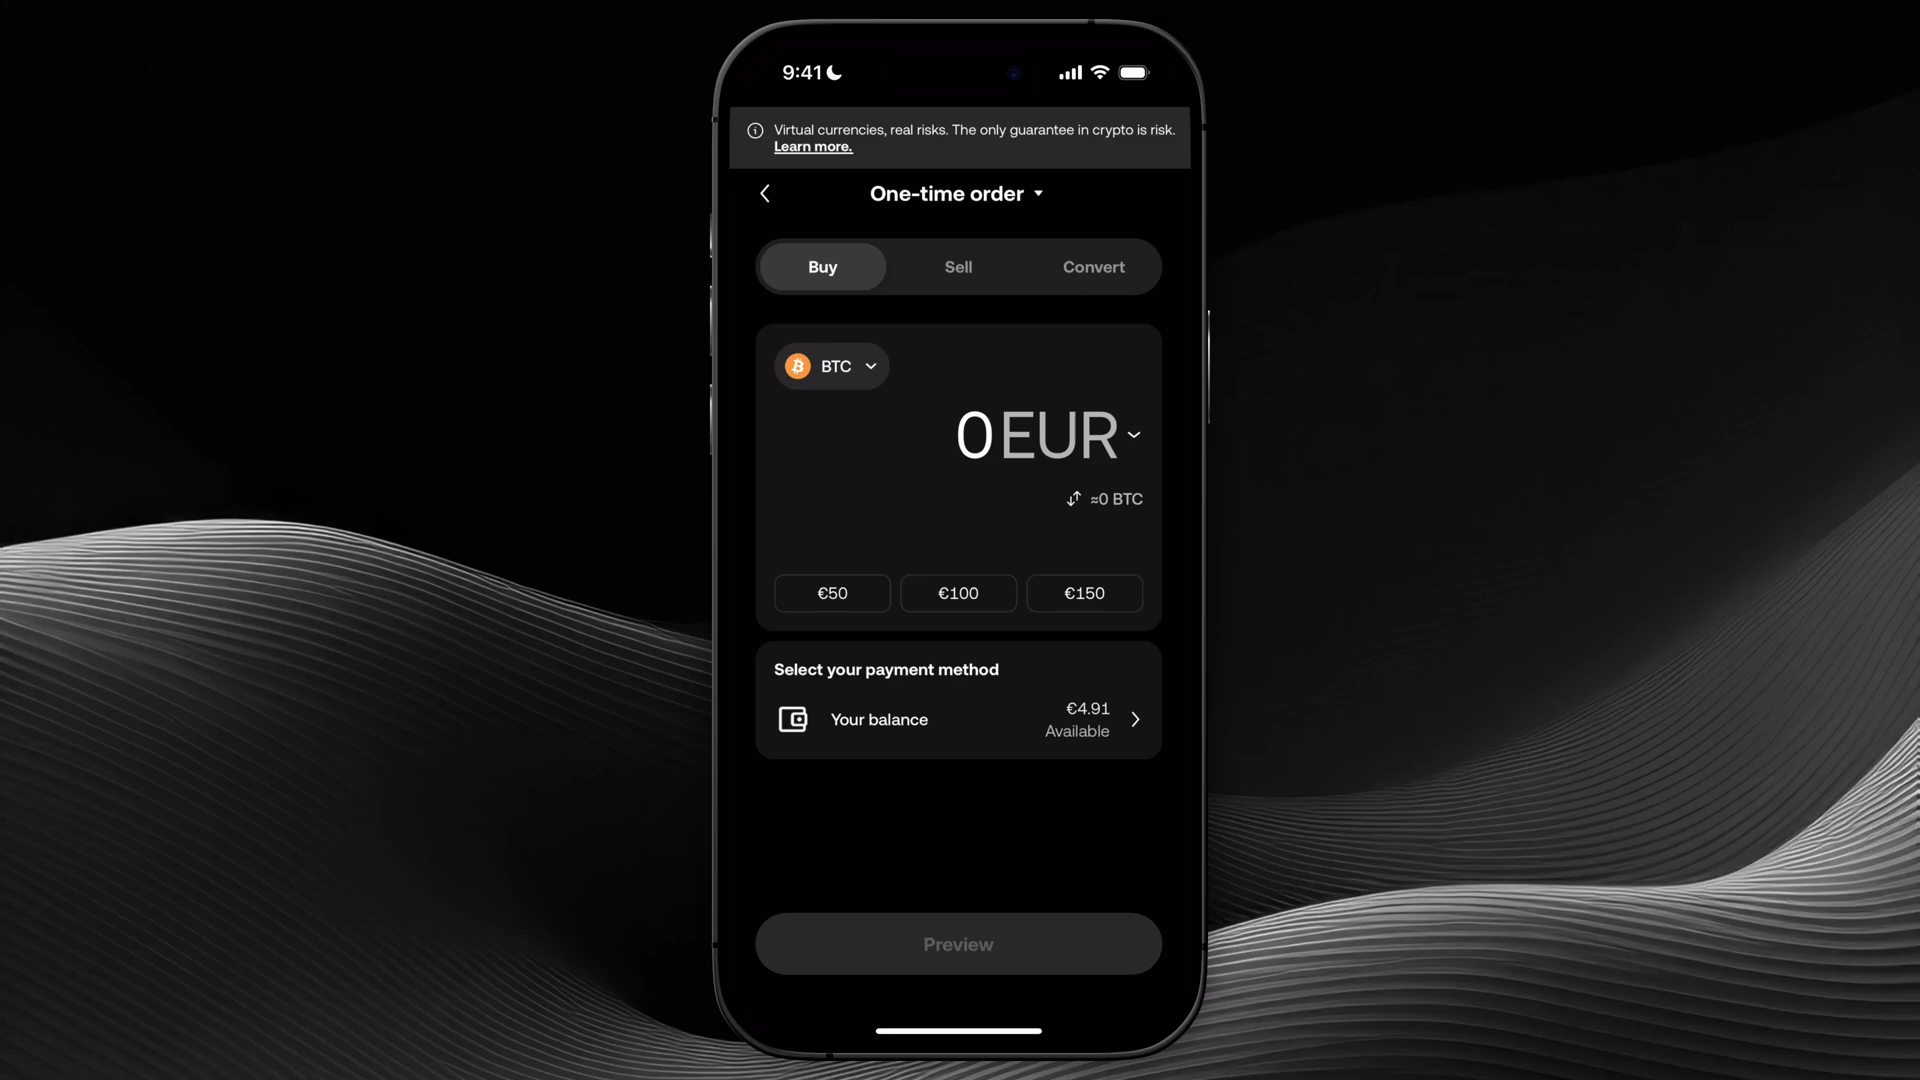 9:41
Virtual currencies, real risks. The only guarantee in crypto is risk.
Learn more.
One-time order
Buy
Sell
Convert
BTC
0 EUR
≈0 BTC
€50
€100
€150
Select your payment method
Your balance
€4.91
Available
Preview